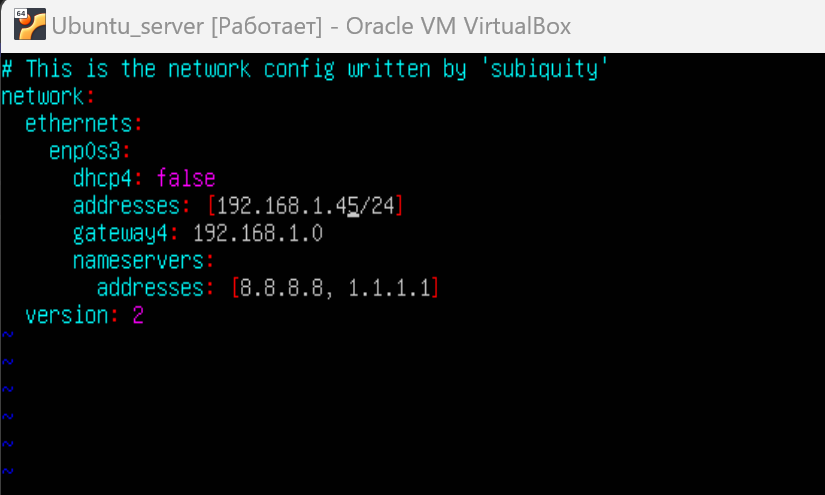 64
Ubuntu_server [Работает] - Oracle VM VirtualBox
# This is the network config written by 'subiquity'
network:
  ethernets:
    enp0s3:
      dhcp4: false
      addresses: [192.168.1.45/24]
      gateway4: 192.168.1.0
      nameservers:
        addresses: [8.8.8.8, 1.1.1.1]
  version: 2
~
~
~
~
~
~